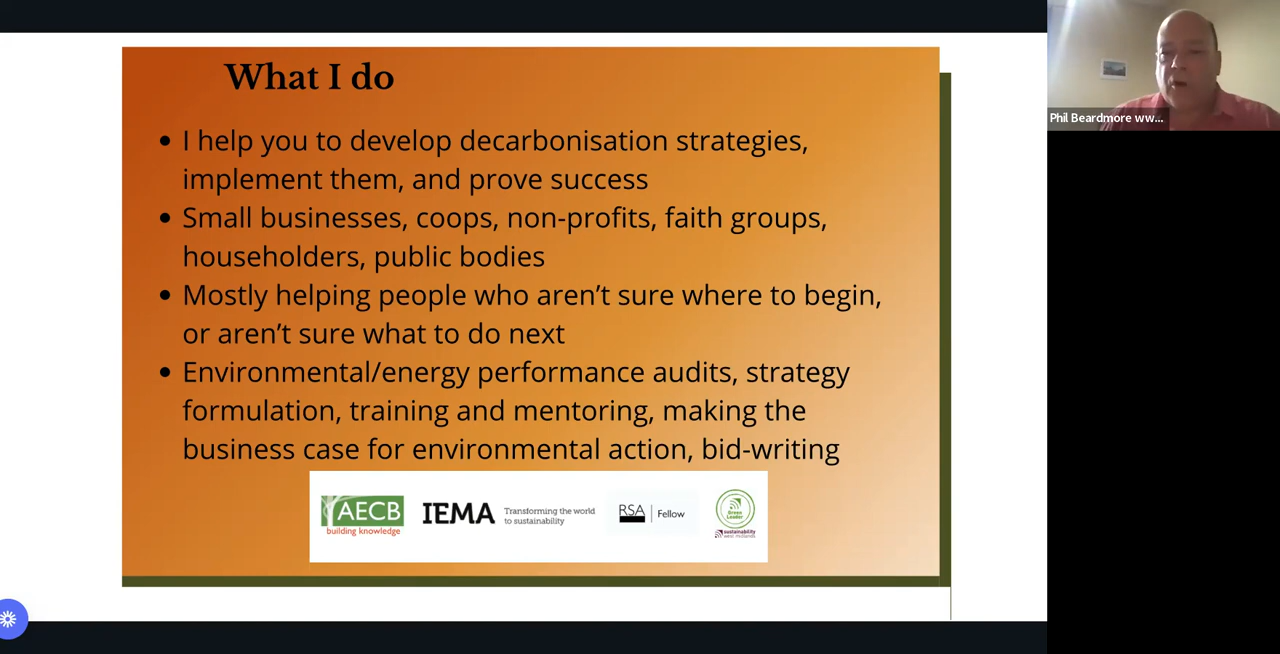 What I do
• I help you to develop decarbonisation strategies,
implement them, and prove success
• Small businesses, coops, non-profits, faith groups,
householders, public bodies
• Mostly helping people who aren’t sure where to begin,
or aren’t sure what to do next
• Environmental/energy performance audits, strategy
formulation, training and mentoring, making the
business case for environmental action, bid-writing
AECB
building knowledge
IEMA
Transforming the world
to sustainability
RSA
Fellow
Green
Leader
sustainability
west midlands
Phil Beardmore ww...